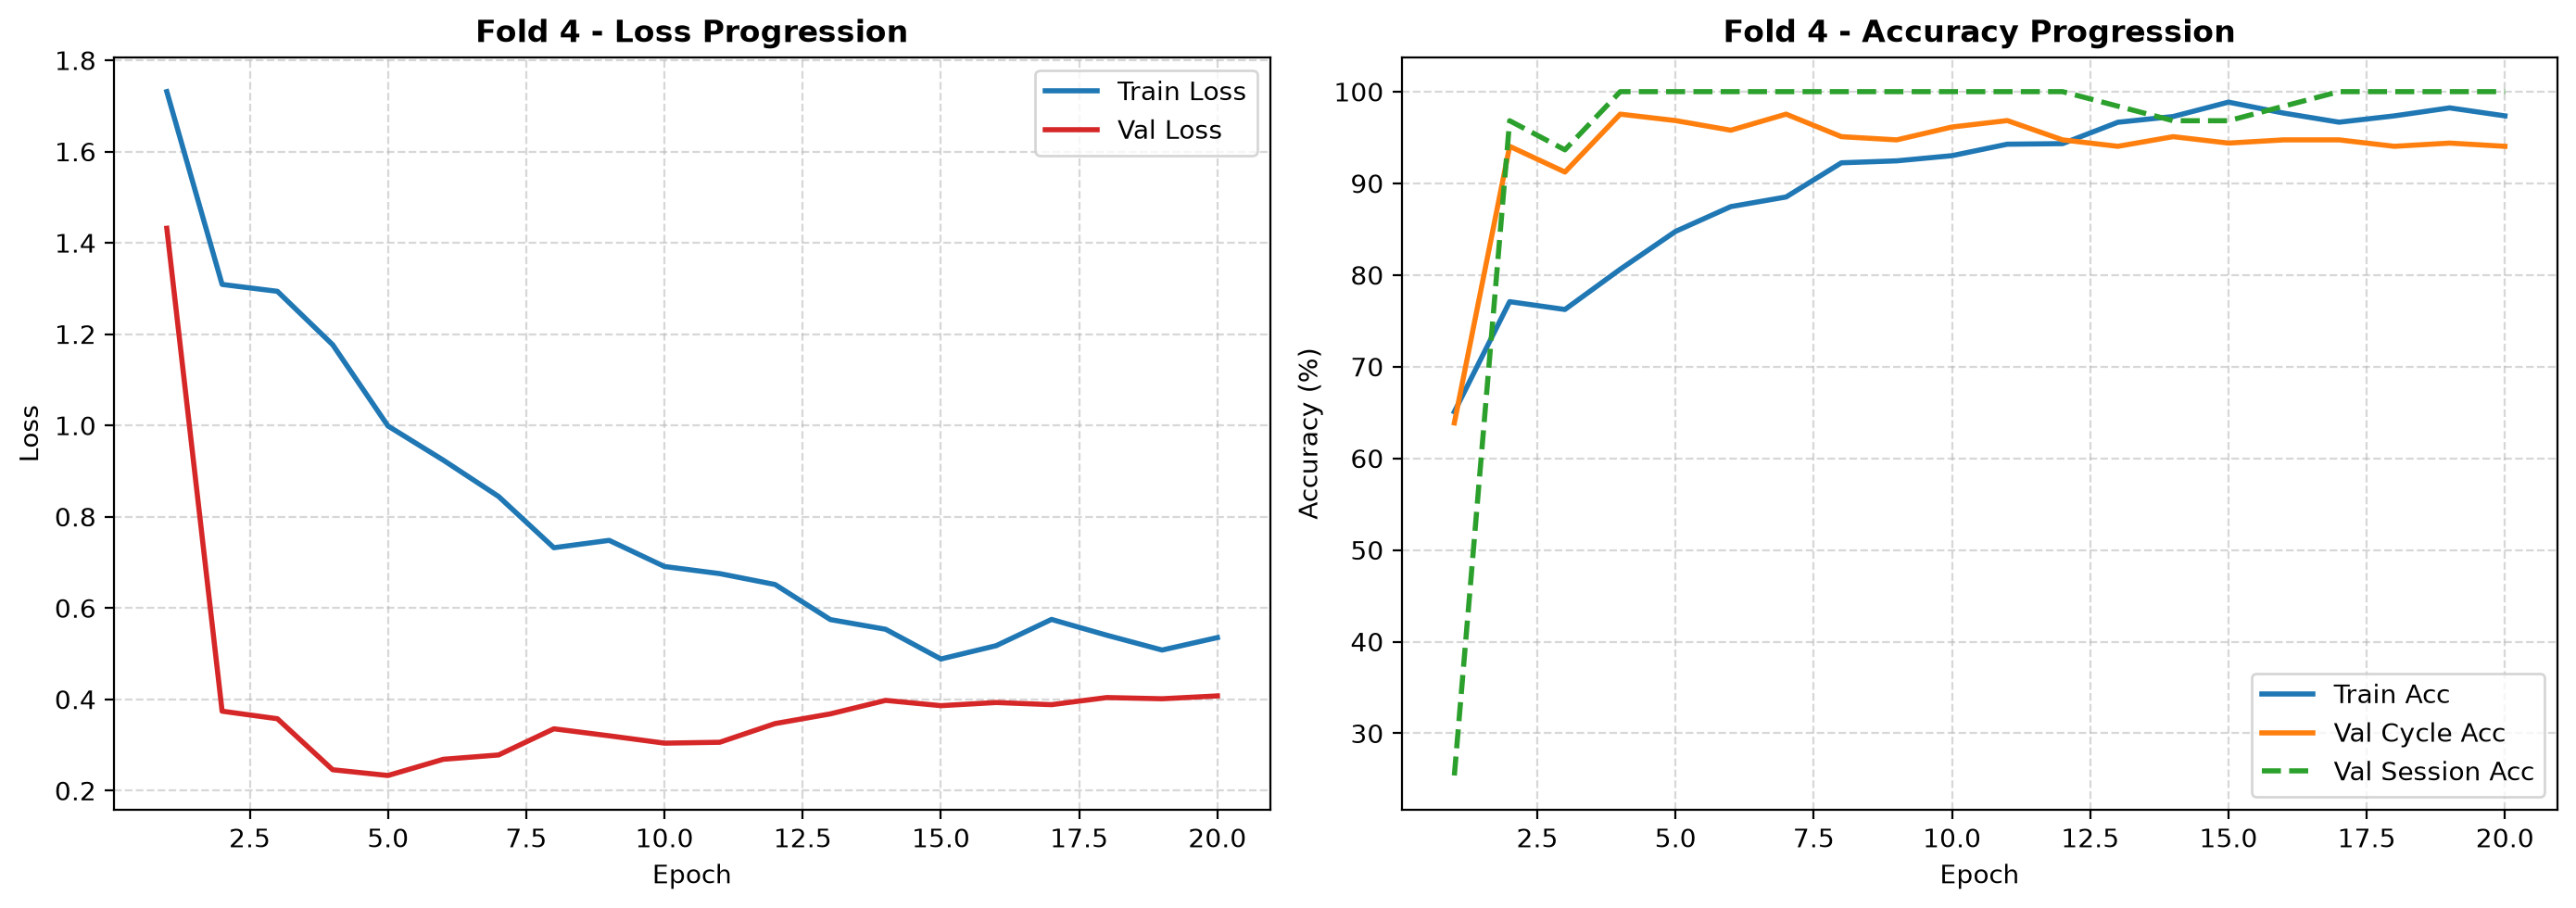 Fold 4 - Loss Progression
1.8
1.6
1.4
1.2
1.0
0.8
0.6
0.4
0.2
Loss
2.5 5.0 7.5 10.0 12.5 15.0 17.5 20.0
Epoch
Train Loss
Val Loss
Fold 4 - Accuracy Progression
100
90
80
70
60
50
40
30
Accuracy (%)
2.5 5.0 7.5 10.0 12.5 15.0 17.5 20.0
Epoch
Train Acc
Val Cycle Acc
Val Session Acc